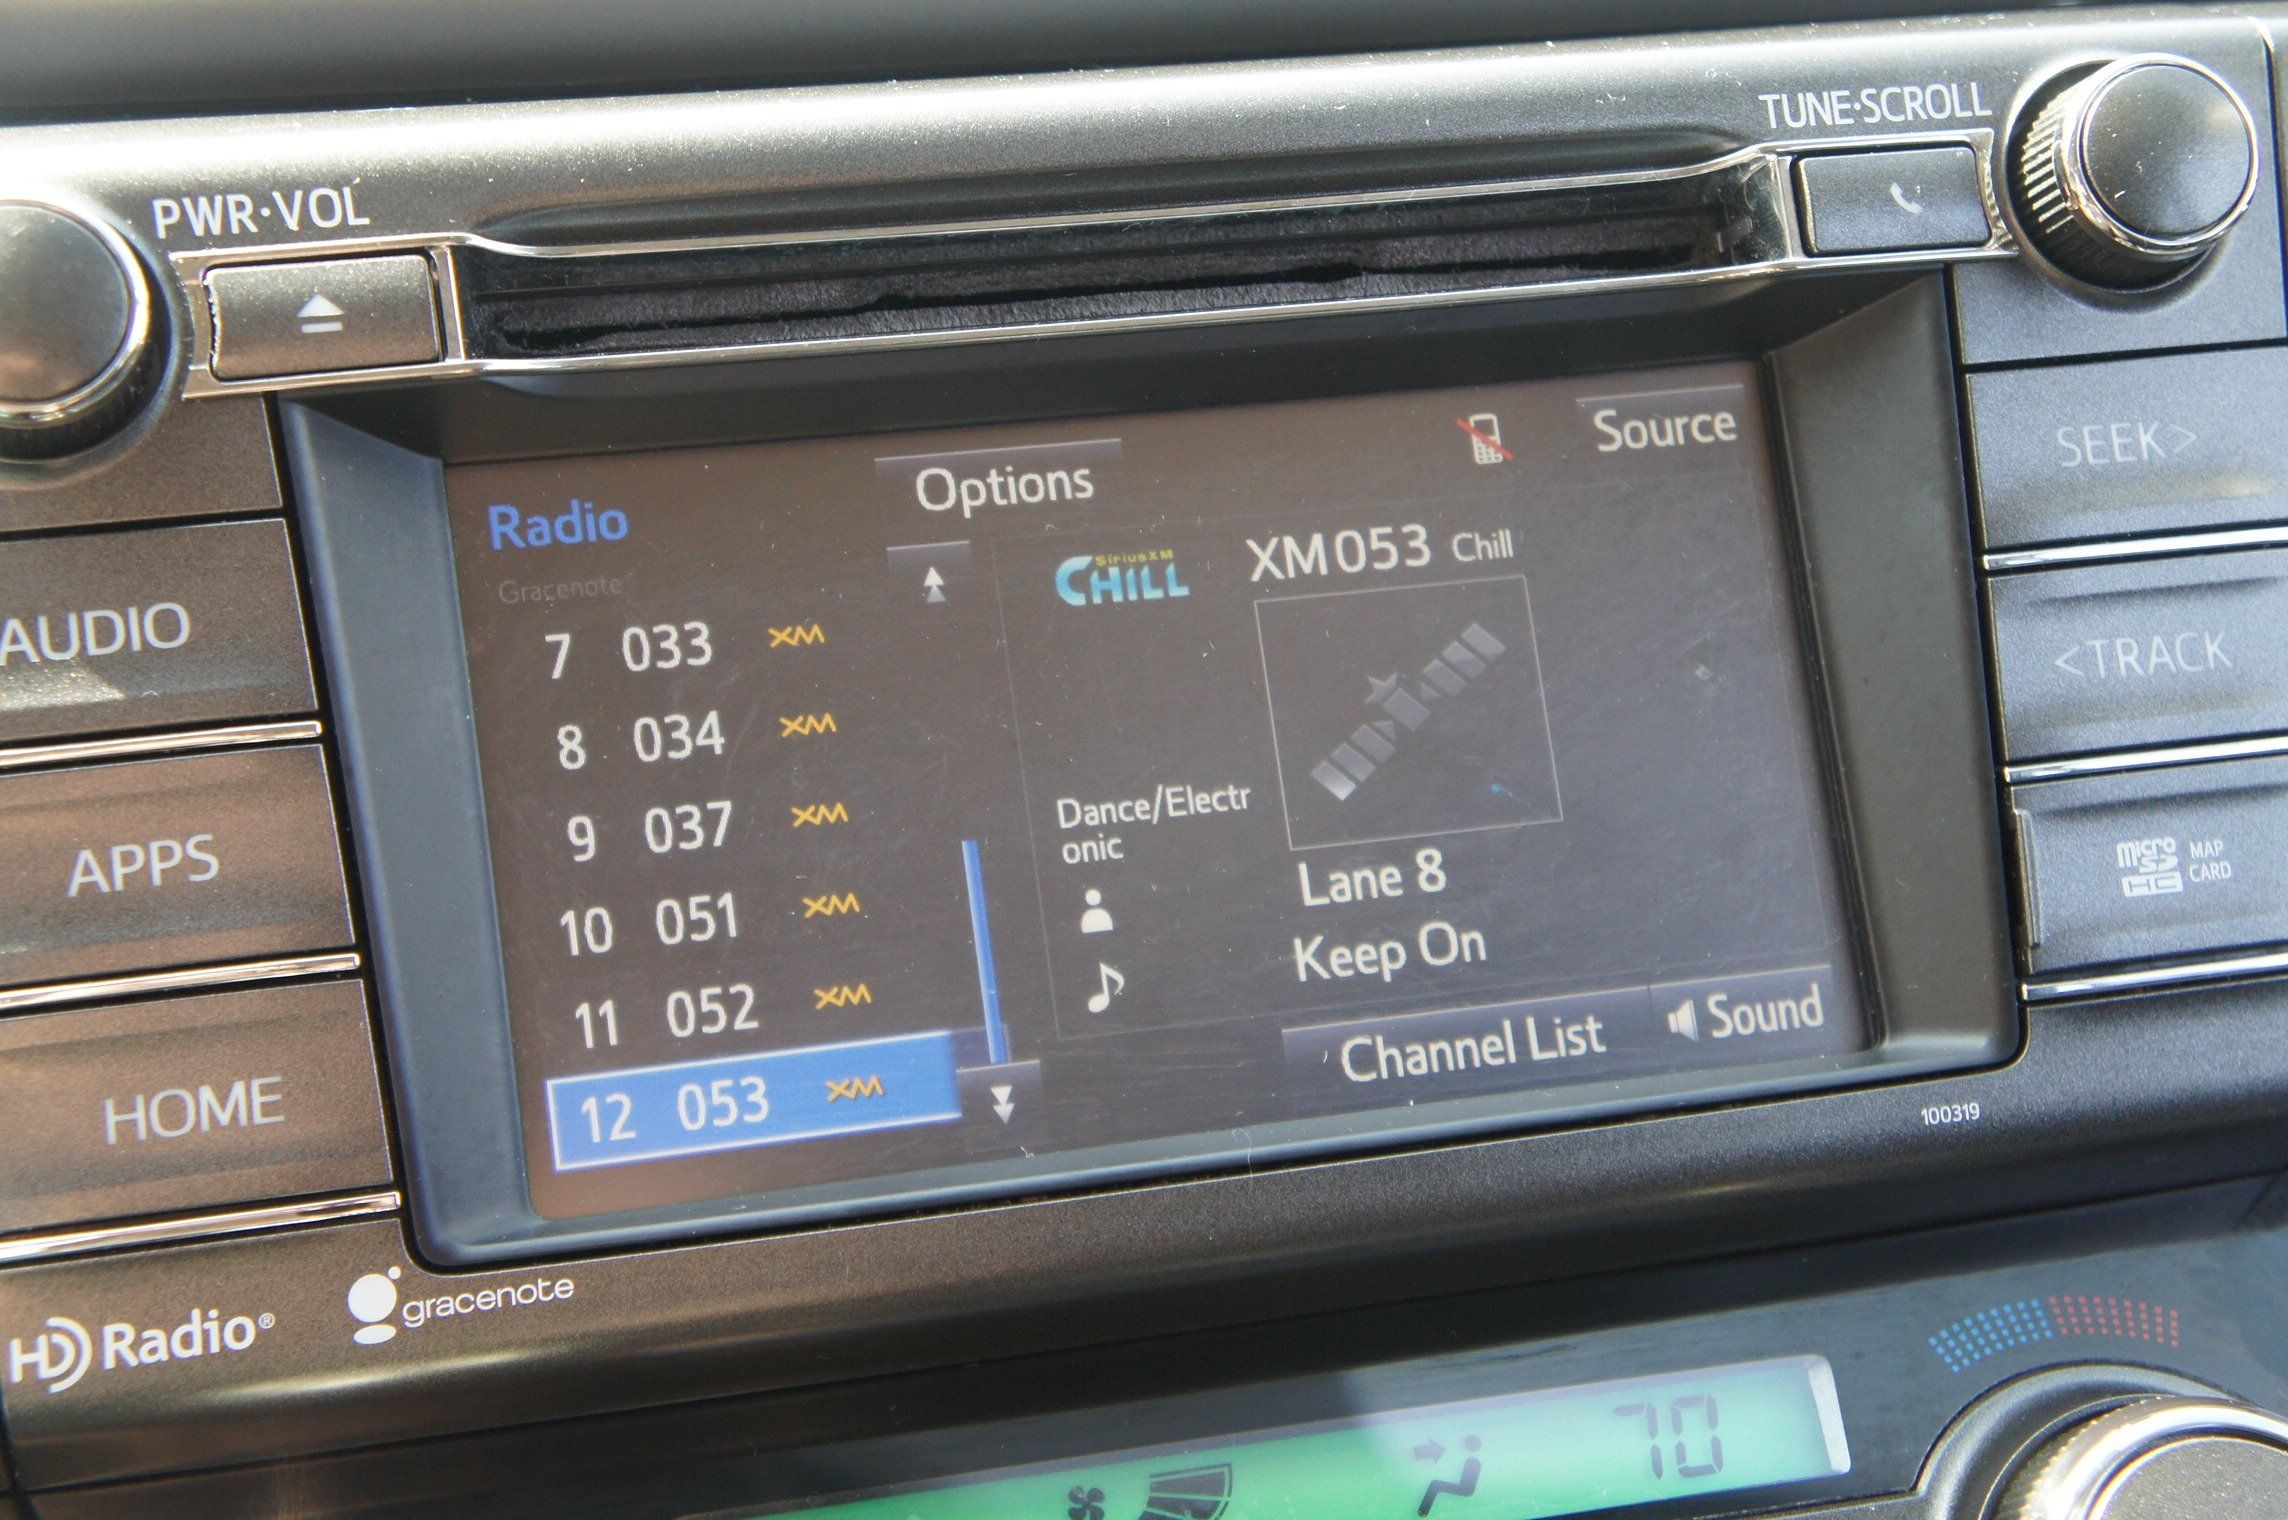 TUNE·SCROLL
PWR·VOL
Source
Options
Radio
SEEK>
XM053 Chill
SiriusXM
CHILL
Gracenote
7 033 XM
AUDIO
<TRACK
8 034 XM
Dance/Electr
onic
9 037 XM
APPS
micro SD HC MAP CARD
Lane 8
10 051 XM
Keep On
11 052 XM
Channel List
Sound
12 053 XM
HOME
100319
HD Radio®
gracenote
70